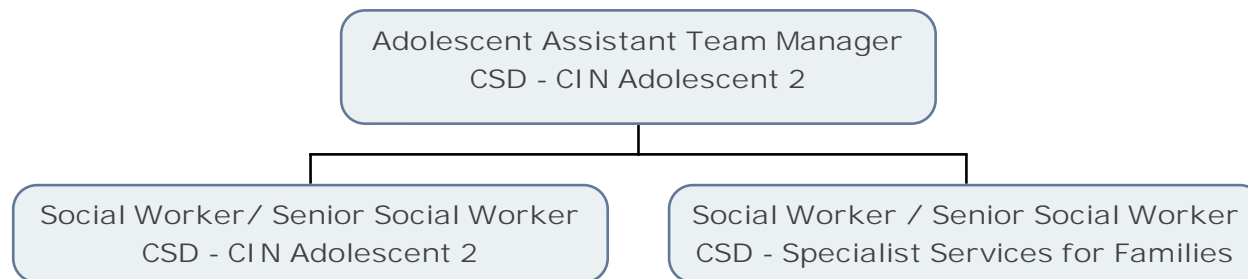 Adolescent Assistant Team Manager
CSD - CIN Adolescent 2
Social Worker/ Senior Social Worker
CSD - CIN Adolescent 2
Social Worker / Senior Social Worker
CSD - Specialist Services for Families